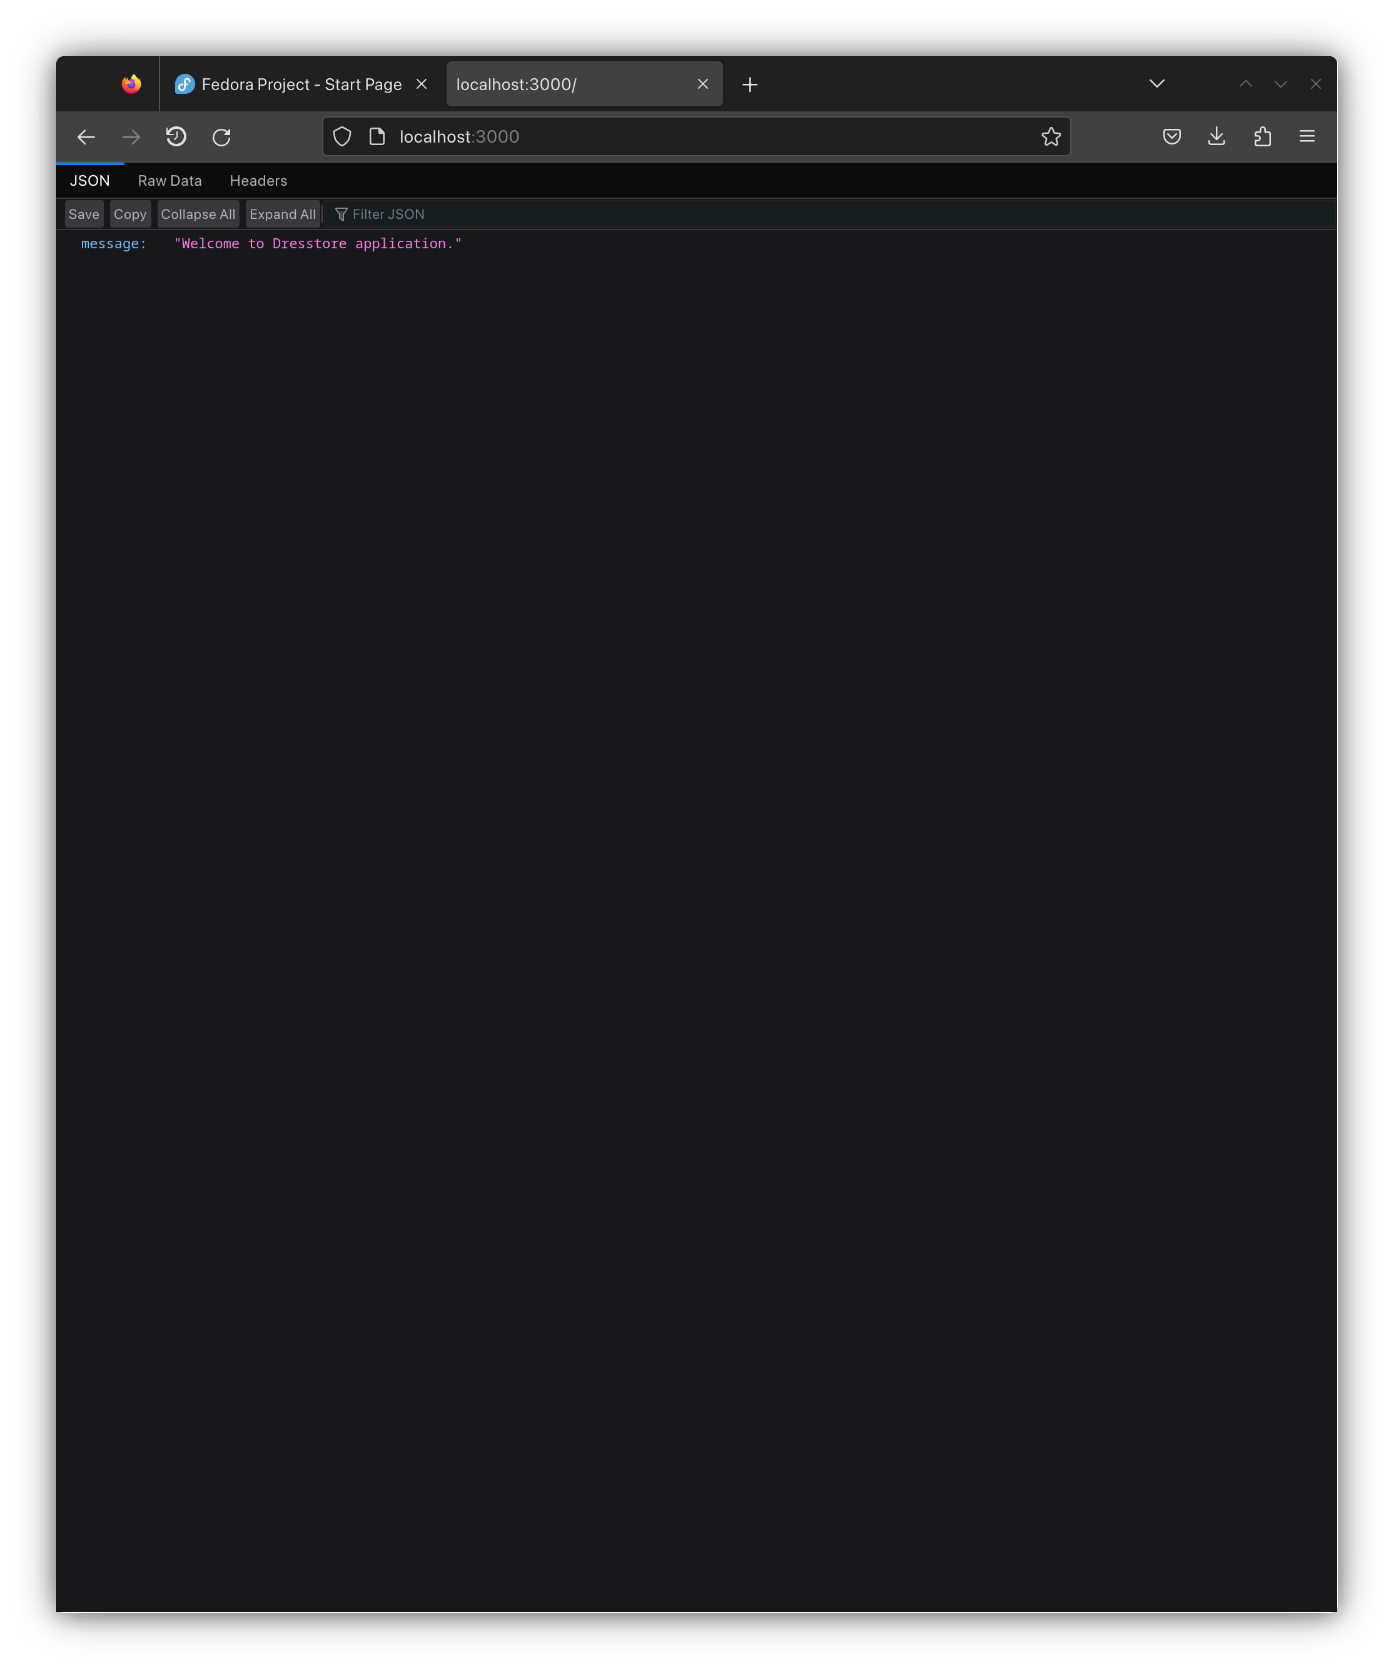 Fedora Project - Start Page
localhost:3000/
localhost:3000
JSON Raw Data Headers
Save Copy Collapse All Expand All Filter JSON
message: "Welcome to Dresstore application."